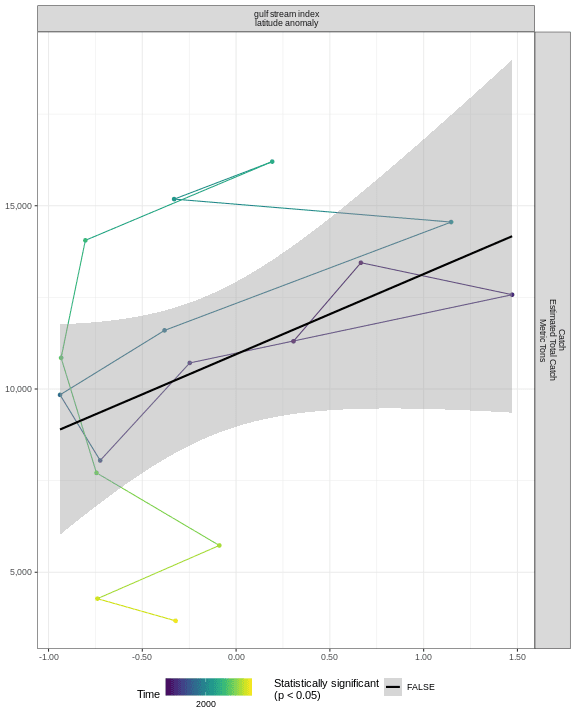 gulf stream index
latitude anomaly
15,000
10,000
5,000
Catch
Estimated Total Catch
Metric Tons
-1.00
-0.50
0.00
0.50
1.00
1.50
Time
2000
Statistically significant
(p < 0.05)
FALSE